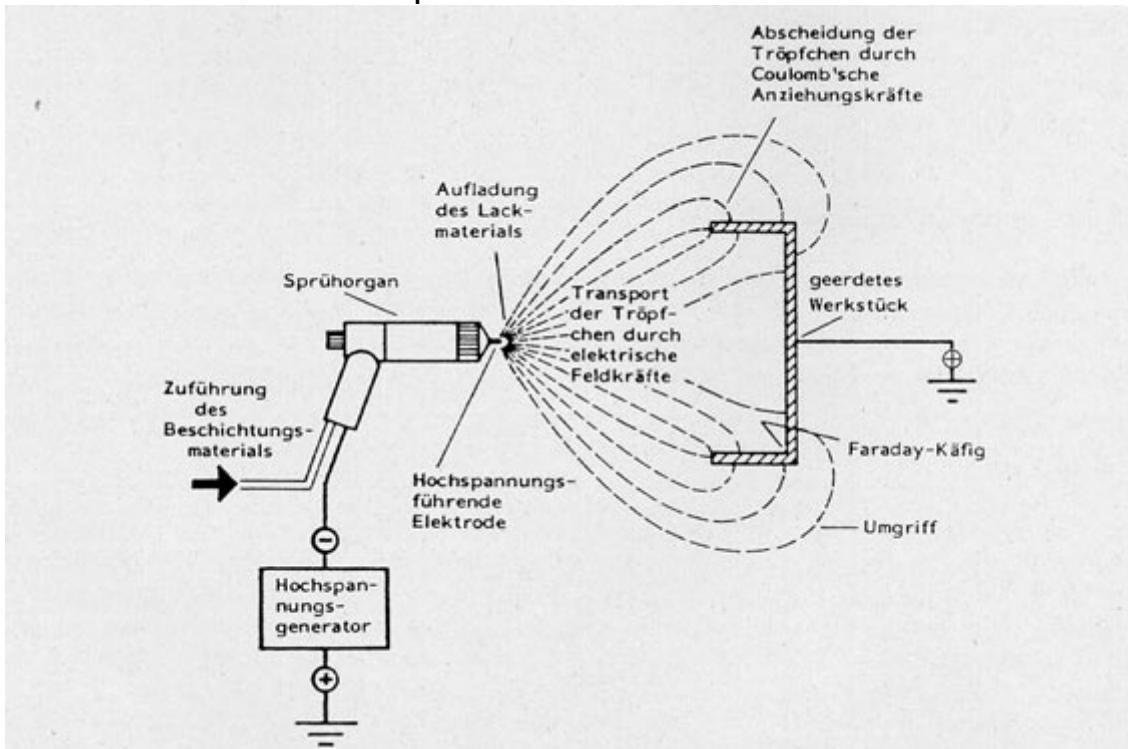 Abscheidung der
Tröpfchen durch
Coulomb'sche
Anziehungskräfte
Aufladung
des Lack-
materials
Sprühorgan
Transport
der Tröpf-
chen durch
elektrische
Feldkräfte
geerdetes
Werkstück
Zuführung
des
Beschichtungs-
materials
Hochspannungs-
führende
Elektrode
Faraday-Käfig
Umgriff
−
Hochspan-
nungs-
generator
+